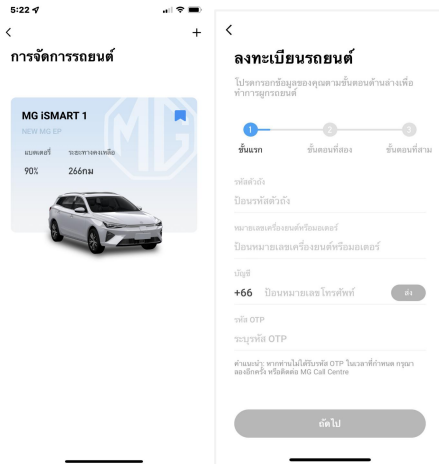 5:22
การจัดการรถยนต์
MG iSMART 1
NEW MG EP
แบตเตอรี่ ระยะทางคงเหลือ
90% 266กม
MG
ลงทะเบียนรถยนต์
โปรดกรอกข้อมูลของคุณตามขั้นตอนด้านล่างเพื่อ
ทำการผูกรถยนต์
1 2 3
ขั้นแรก ขั้นตอนที่สอง ขั้นตอนที่สาม
รหัสตัวถัง
ป้อนรหัสตัวถัง
หมายเลขเครื่องยนต์หรือมอเตอร์
ป้อนหมายเลขเครื่องยนต์หรือมอเตอร์
บัญชี
+66 ป้อนหมายเลขโทรศัพท์ ส่ง
รหัส OTP
ระบุรหัส OTP
คำแนะนำ: หากท่านไม่ได้รับรหัส OTP ในเวลาที่กำหนด กรุณา
ลองอีกครั้ง หรือติดต่อ MG Call Centre
ถัดไป